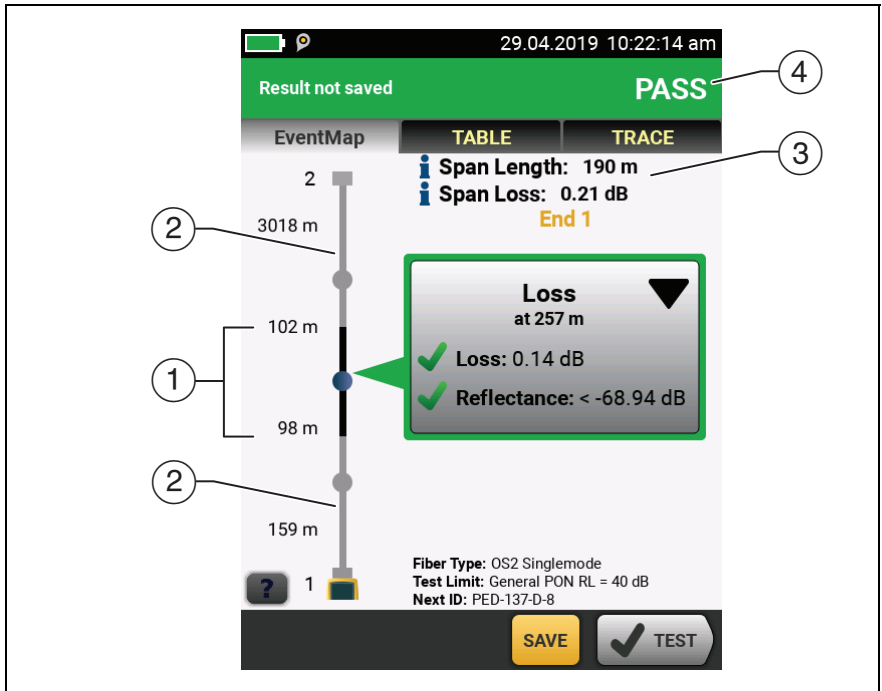 29.04.2019 10:22:14 am
Result not saved
PASS
4
EventMap
TABLE
TRACE
3
Span Length: 190 m
Span Loss: 0.21 dB
End 1
2
3018 m
2
Loss
at 257 m
Loss: 0.14 dB
Reflectance: < -68.94 dB
102 m
1
98 m
2
159 m
1
?
Fiber Type: OS2 Singlemode
Test Limit: General PON RL = 40 dB
Next ID: PED-137-D-8
SAVE
TEST